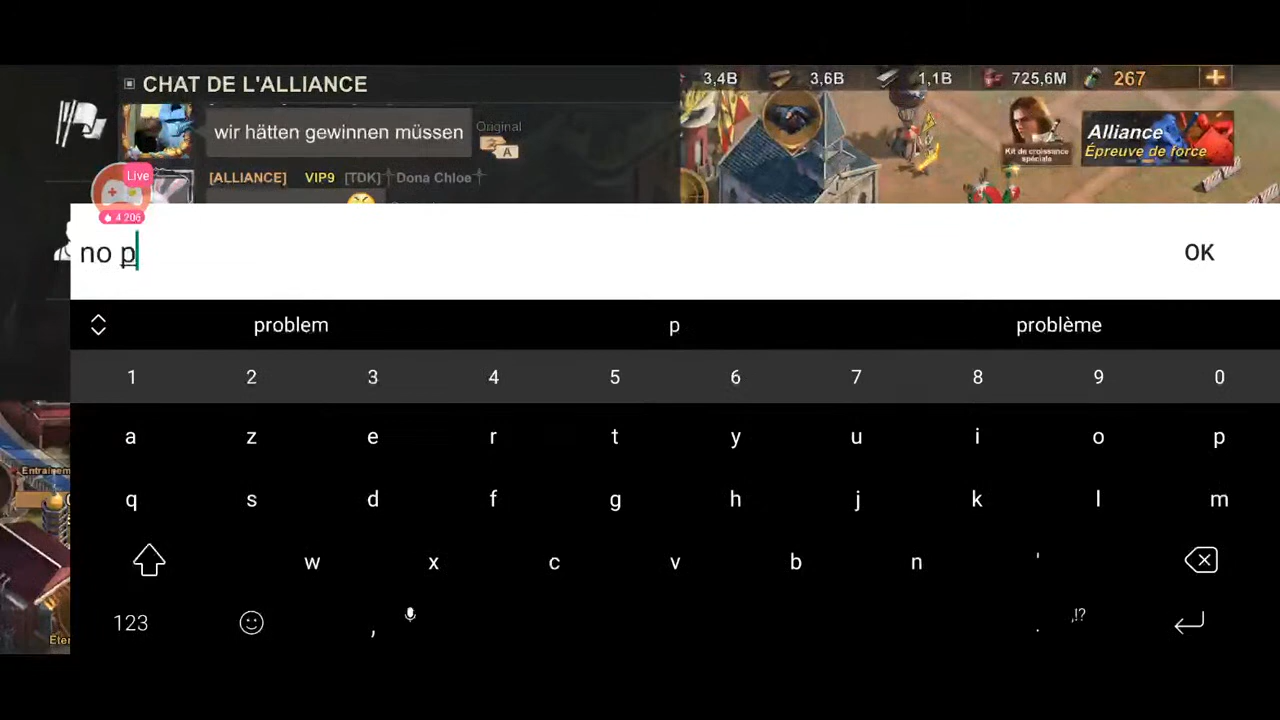 CHAT DE L'ALLIANCE
3,4B 3,6B 1,1B 725,6M 267 +
wir hätten gewinnen müssen
Original
A
Kit de croissance
spéciale
Alliance
Épreuve de force
Live
[ALLIANCE] VIP9 [TDK] Dona Chloe
4 206
no p
OK
problem p problème
1 2 3 4 5 6 7 8 9 0
a z e r t y u i o p
q s d f g h j k l m
w x c v b n '
123 , . ,!?